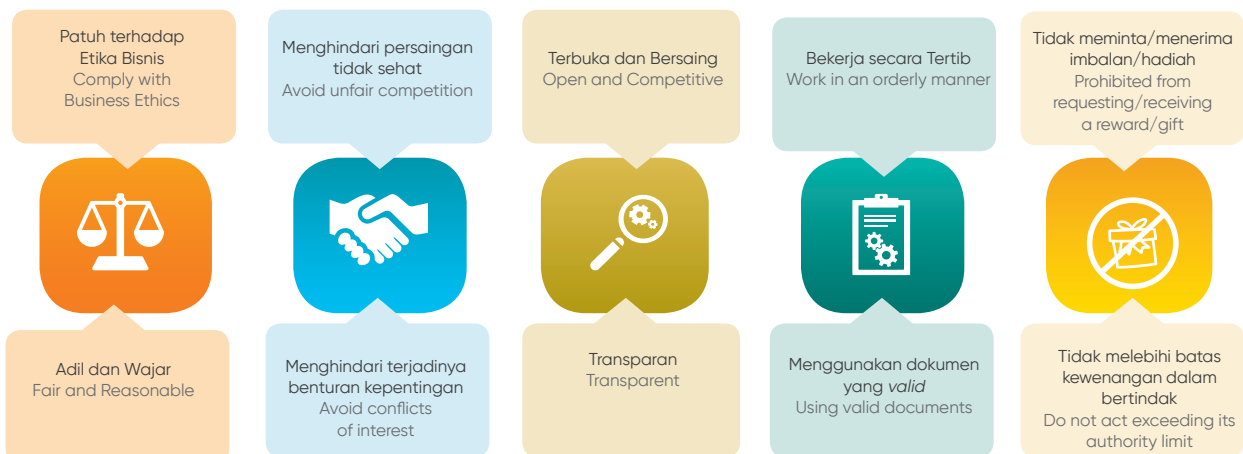 Patuh terhadap
Etika Bisnis
Comply with
Business Ethics
Menghindari persaingan
tidak sehat
Avoid unfair competition
Terbuka dan Bersaing
Open and Competitive
Bekerja secara Tertib
Work in an orderly manner
Tidak meminta/menerima
imbalan/hadiah
Prohibited from
requesting/receiving
a reward/gift
Adil dan Wajar
Fair and Reasonable
Menghindari terjadinya
benturan kepentingan
Avoid conflicts
of interest
Transparan
Transparent
Menggunakan dokumen
yang valid
Using valid documents
Tidak melebihi batas
kewenangan dalam
bertindak
Do not act exceeding its
authority limit